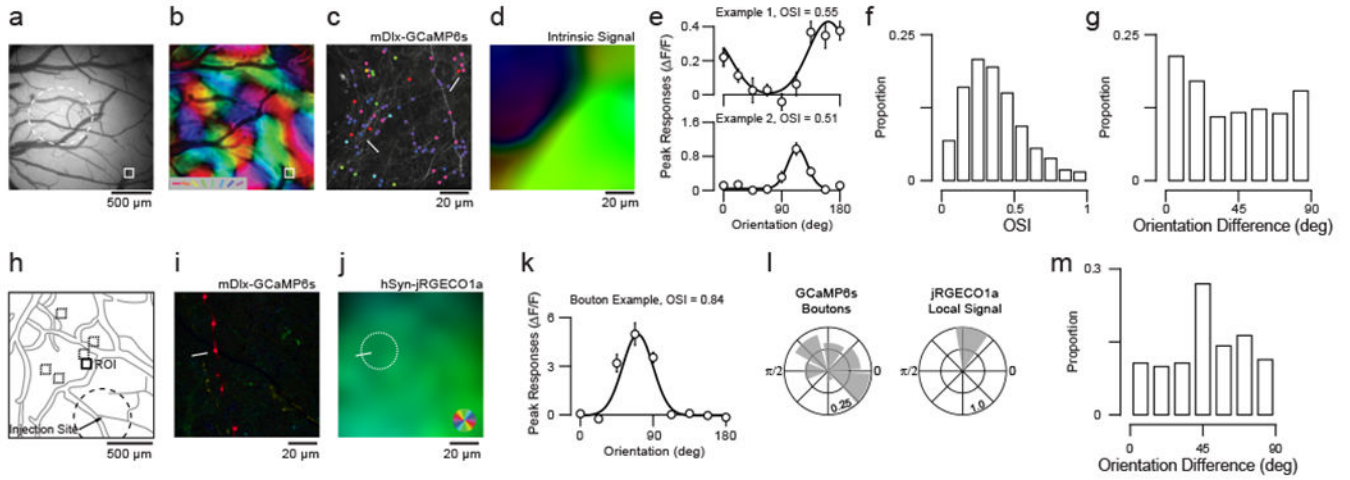 a
b
c
mDlx-GCaMP6s
d
Intrinsic Signal
500 µm
20 µm
20 µm
e
Example 1, OSI = 0.55
0.4
0.2
0
Example 2, OSI = 0.51
1.6
1.2
0.8
0.4
0
Peak Responses (ΔF/F)
0 90 180
Orientation (deg)
f
0.25
0
Proportion
0 0.5 1
OSI
g
0.25
0
Proportion
0 45 90
Orientation Difference (deg)
h
ROI
Injection Site
500 µm
i
mDlx-GCaMP6s
20 µm
j
hSyn-jRGECO1a
20 µm
k
Bouton Example, OSI = 0.84
6
3
0
Peak Responses (ΔF/F)
0 90 180
Orientation (deg)
l
GCaMP6s
Boutons
π/2
0
0.25
jRGECO1a
Local Signal
π/2
0
1.0
m
0.3
0
Proportion
0 45 90
Orientation Difference (deg)